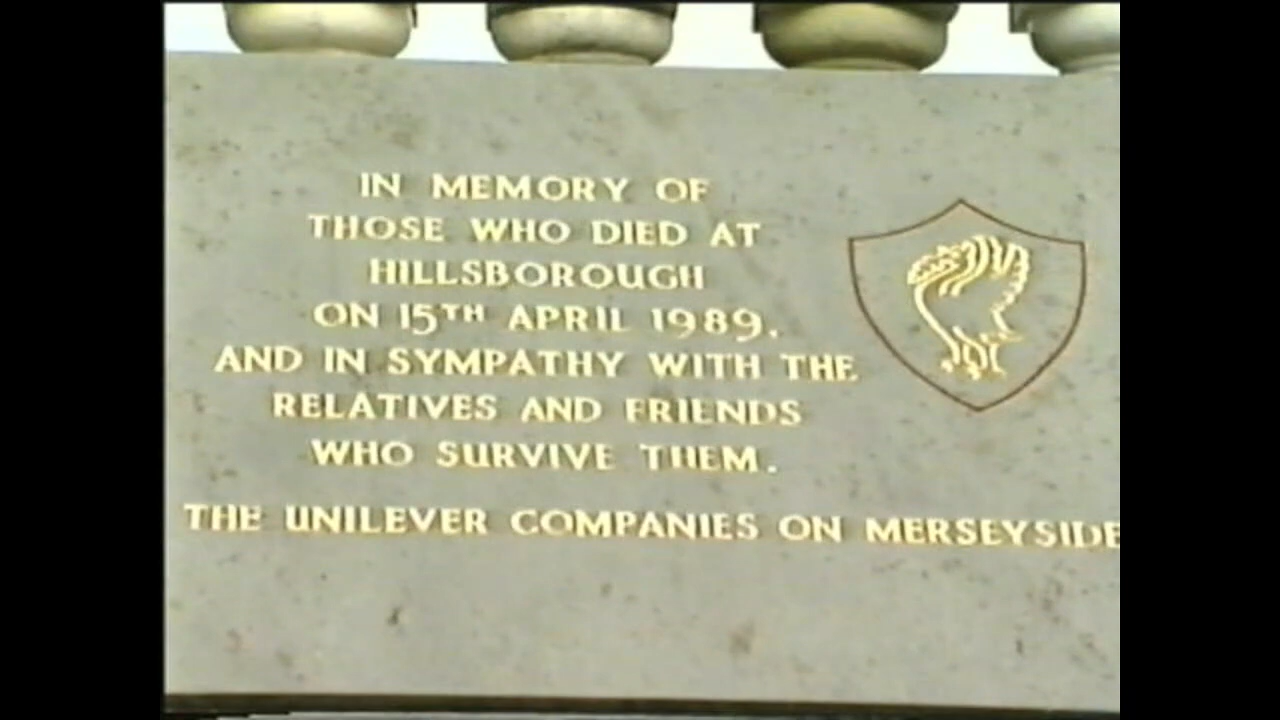 IN MEMORY OF
THOSE WHO DIED AT
HILLSBOROUGH
ON 15TH APRIL 1989.
AND IN SYMPATHY WITH THE
RELATIVES AND FRIENDS
WHO SURVIVE THEM.
THE UNILEVER COMPANIES ON MERSEYSIDE